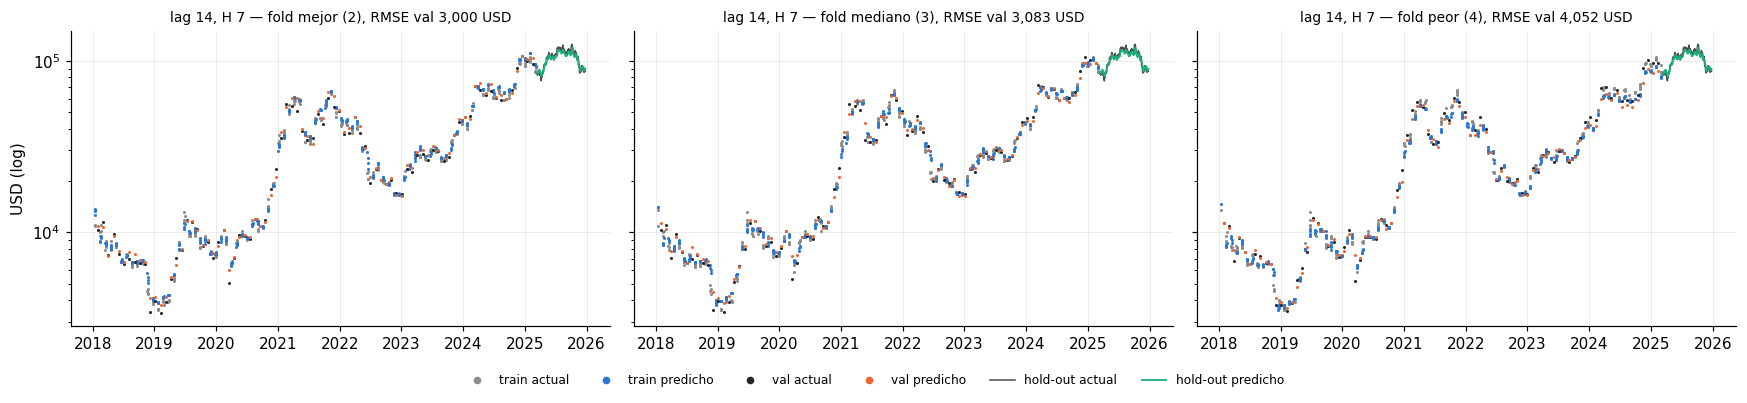 lag 14, H 7 — fold mejor (2), RMSE val 3,000 USD
lag 14, H 7 — fold mediano (3), RMSE val 3,083 USD
lag 14, H 7 — fold peor (4), RMSE val 4,052 USD
USD (log)
10^5
10^4
2018 2019 2020 2021 2022 2023 2024 2025 2026
2018 2019 2020 2021 2022 2023 2024 2025 2026
2018 2019 2020 2021 2022 2023 2024 2025 2026
train actual train predicho val actual val predicho hold-out actual hold-out predicho